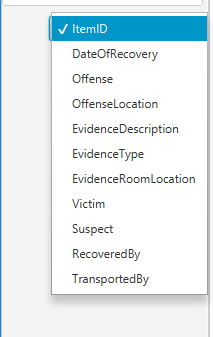 ItemID
DateOfRecovery
Offense
OffenseLocation
EvidenceDescription
EvidenceType
EvidenceRoomLocation
Victim
Suspect
RecoveredBy
TransportedBy